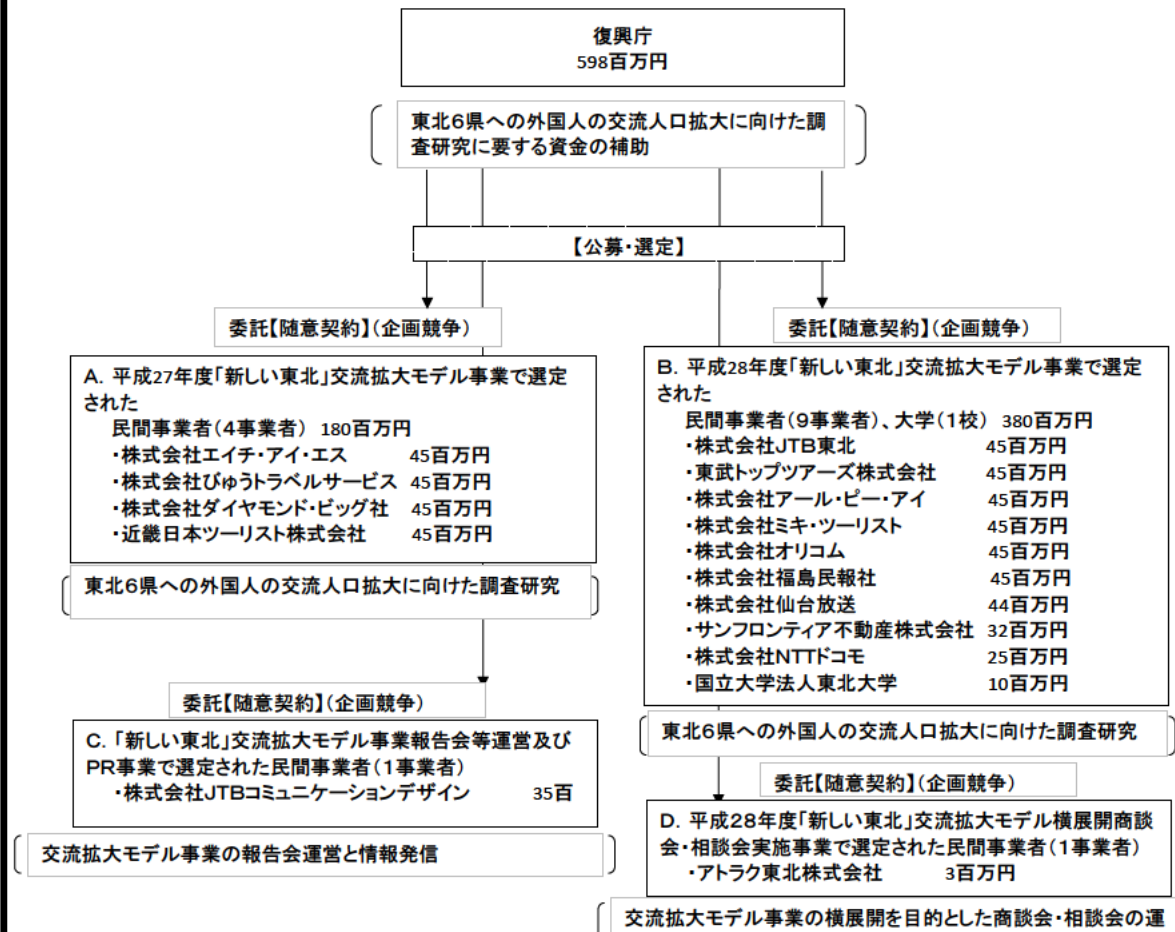 復興庁
598百万円
東北6県への外国人の交流人口拡大に向けた調
査研究に要する資金の補助
【公募・選定】
委託【随意契約】(企画競争)
A. 平成27年度「新しい東北」交流拡大モデル事業で選定
された
民間事業者(4事業者) 180百万円
・株式会社エイチ・アイ・エス 45百万円
・株式会社びゅうトラベルサービス 45百万円
・株式会社ダイヤモンド・ビッグ社 45百万円
・近畿日本ツーリスト株式会社 45百万円
東北6県への外国人の交流人口拡大に向けた調査研究
委託【随意契約】(企画競争)
B. 平成28年度「新しい東北」交流拡大モデル事業で選定
された
民間事業者(9事業者)、大学(1校) 380百万円
・株式会社JTB東北 45百万円
・東武トップツアーズ株式会社 45百万円
・株式会社アール・ピー・アイ 45百万円
・株式会社ミキ・ツーリスト 45百万円
・株式会社オリコム 45百万円
・株式会社福島民報社 45百万円
・株式会社仙台放送 44百万円
・サンフロンティア不動産株式会社 32百万円
・株式会社NTTドコモ 25百万円
・国立大学法人東北大学 10百万円
東北6県への外国人の交流人口拡大に向けた調査研究
委託【随意契約】(企画競争)
C. 「新しい東北」交流拡大モデル事業報告会等運営及び
PR事業で選定された民間事業者(1事業者)
・株式会社JTBコミュニケーションデザイン 35百
交流拡大モデル事業の報告会運営と情報発信
委託【随意契約】(企画競争)
D. 平成28年度「新しい東北」交流拡大モデル横展開商談
会・相談会実施事業で選定された民間事業者(1事業者)
・アトラク東北株式会社 3百万円
交流拡大モデル事業の横展開を目的とした商談会・相談会の運